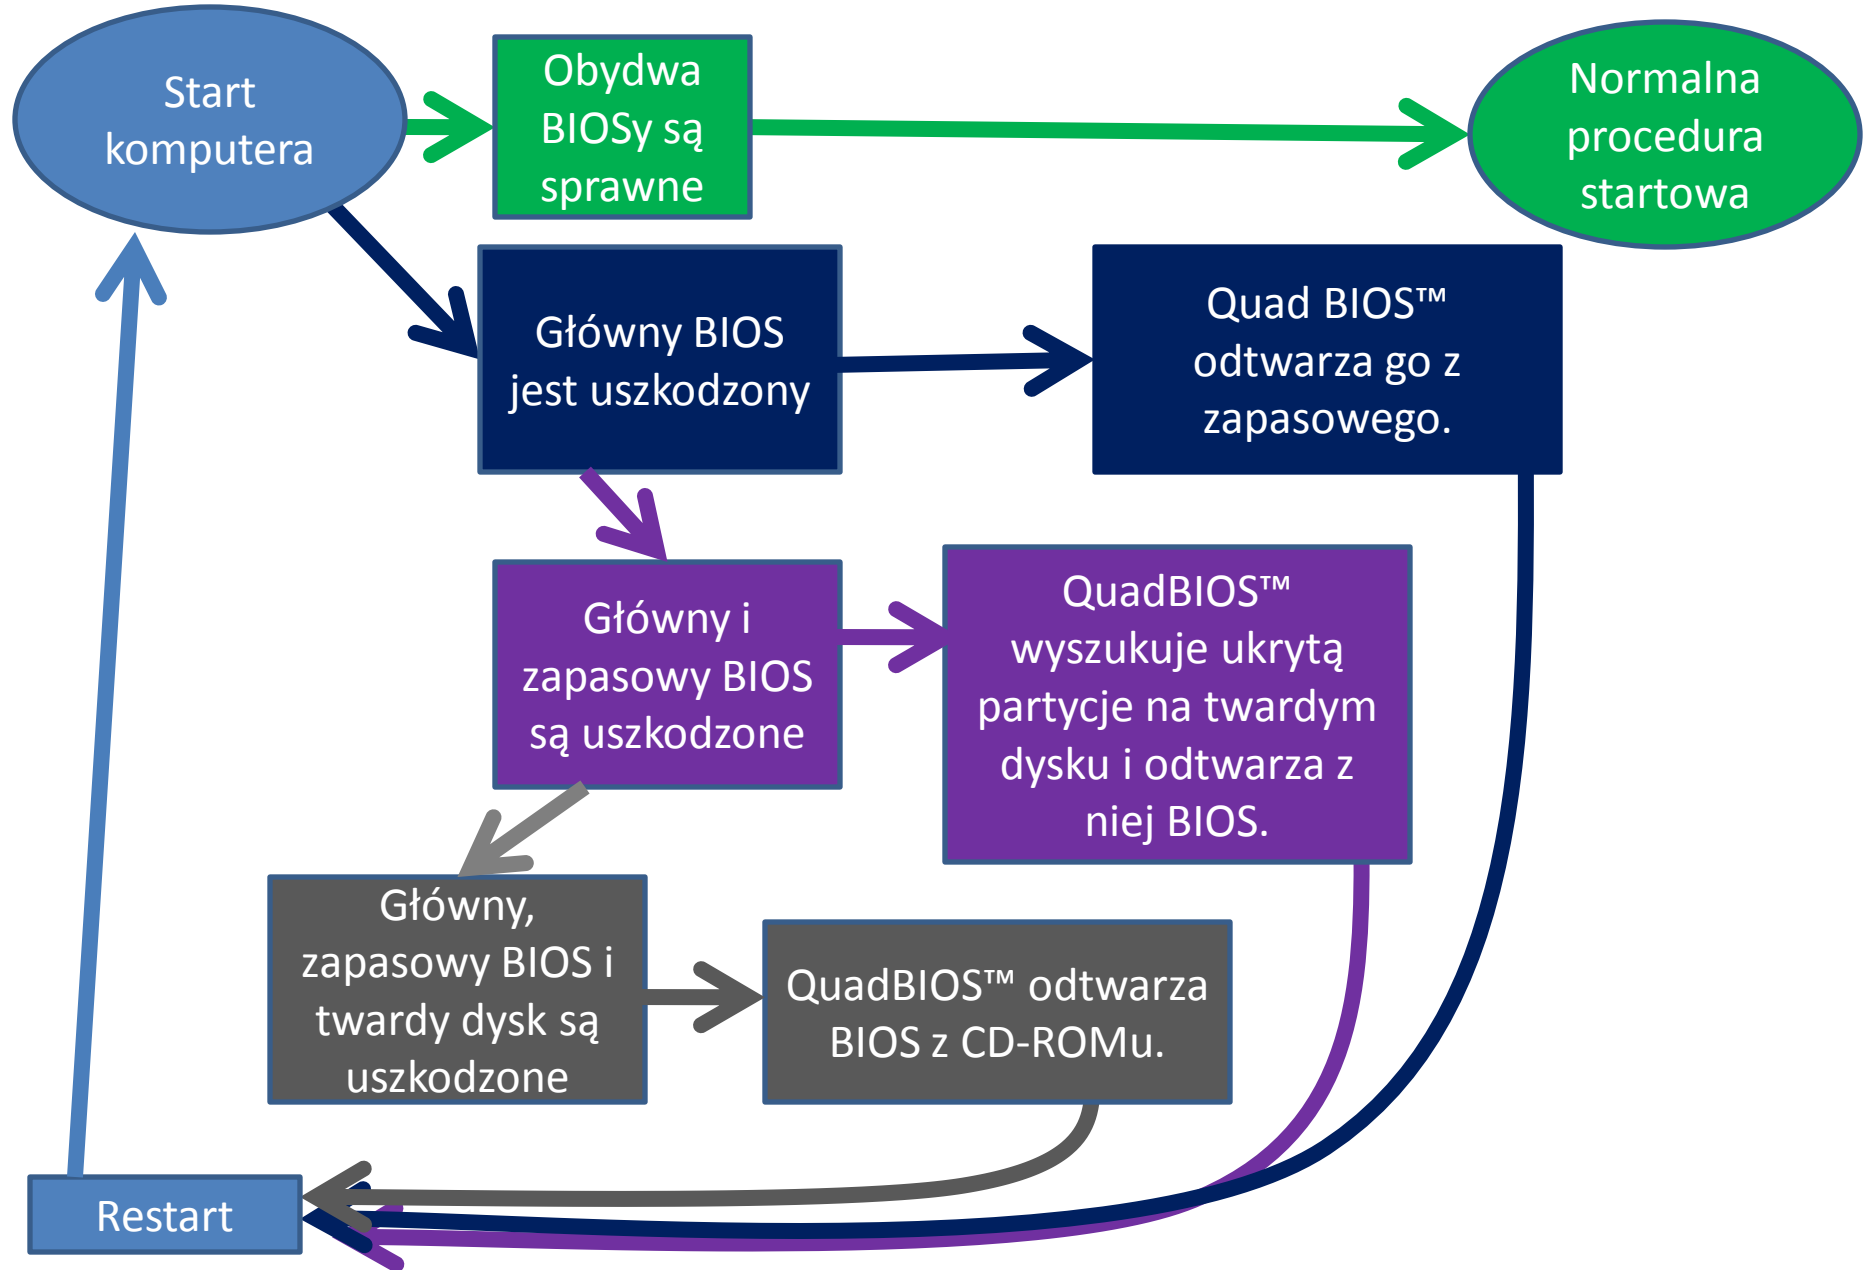 Start
komputera
Obydwa
BIOSy są
sprawne
Normalna
procedura
startowa
Główny BIOS
jest uszkodzony
Quad BIOS™
odtwarza go z
zapasowego.
Główny i
zapasowy BIOS
są uszkodzone
QuadBIOS™
wyszukuje ukrytą
partycje na twardym
dysku i odtwarza z
niej BIOS.
Główny,
zapasowy BIOS i
twardy dysk są
uszkodzone
QuadBIOS™ odtwarza
BIOS z CD-ROMu.
Restart